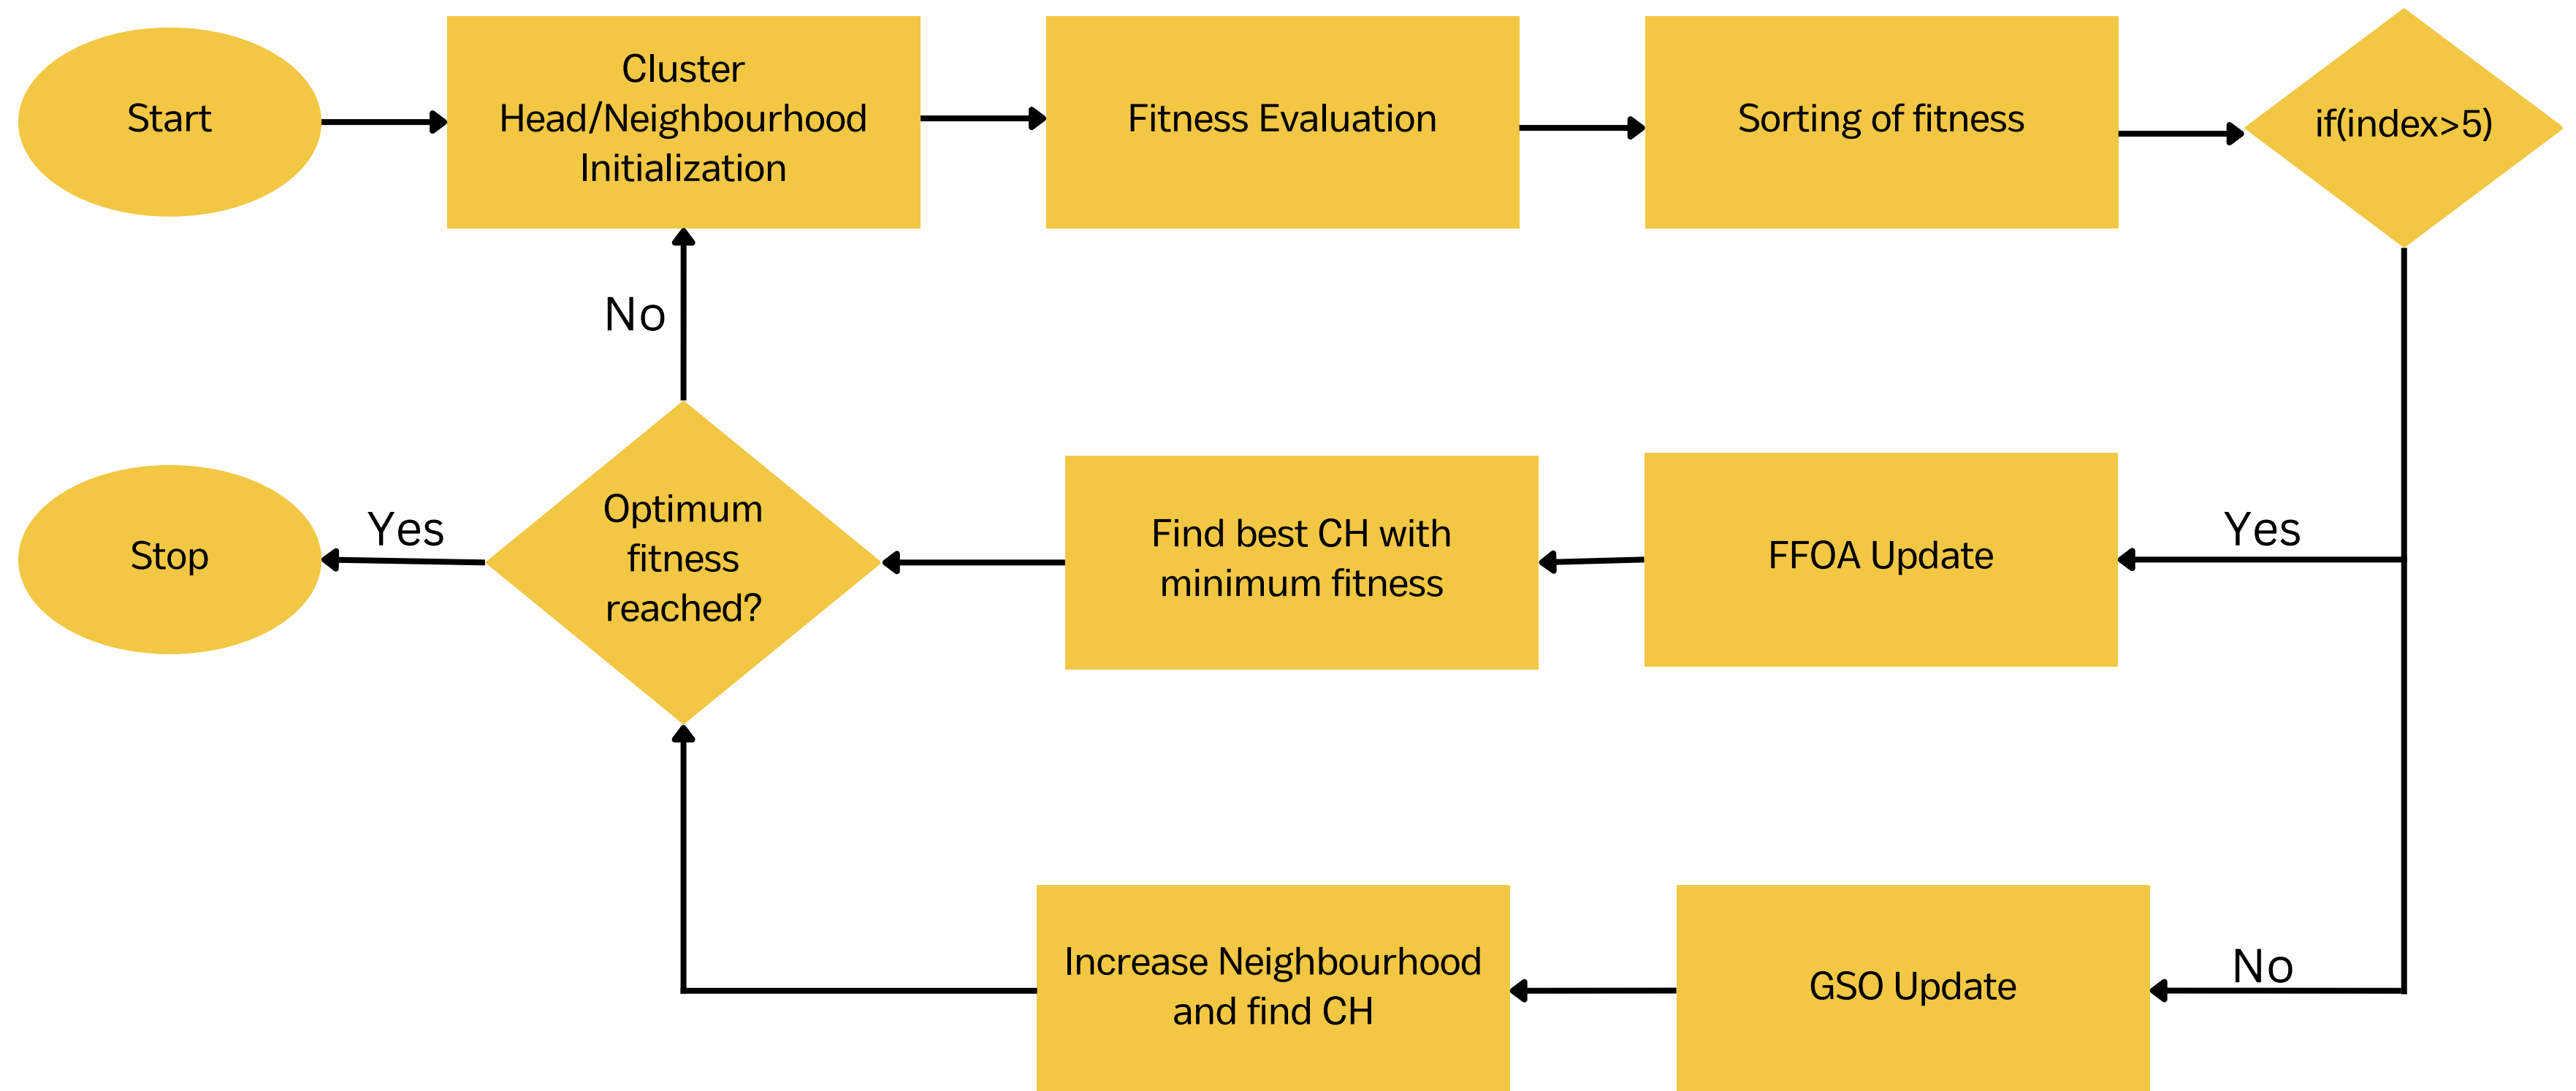 Start
Cluster
Head/Neighbourhood
Initialization
Fitness Evaluation
Sorting of fitness
if(index>5)
No
Stop
Yes
Optimum
fitness
reached?
Find best CH with
minimum fitness
FFOA Update
Yes
Increase Neighbourhood
and find CH
GSO Update
No